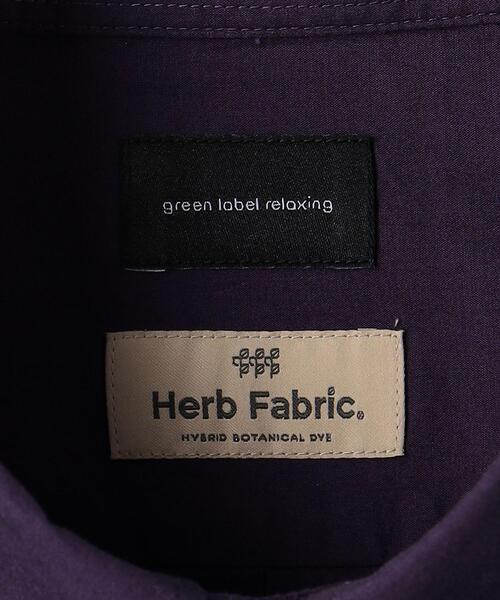 green label relaxing
Herb Fabric.
HYBRID BOTANICAL DYE